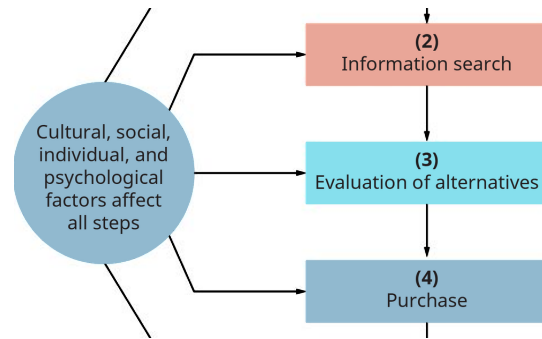 Cultural, social,
individual, and
psychological
factors affect
all steps
(2)
Information search
(3)
Evaluation of alternatives
(4)
Purchase